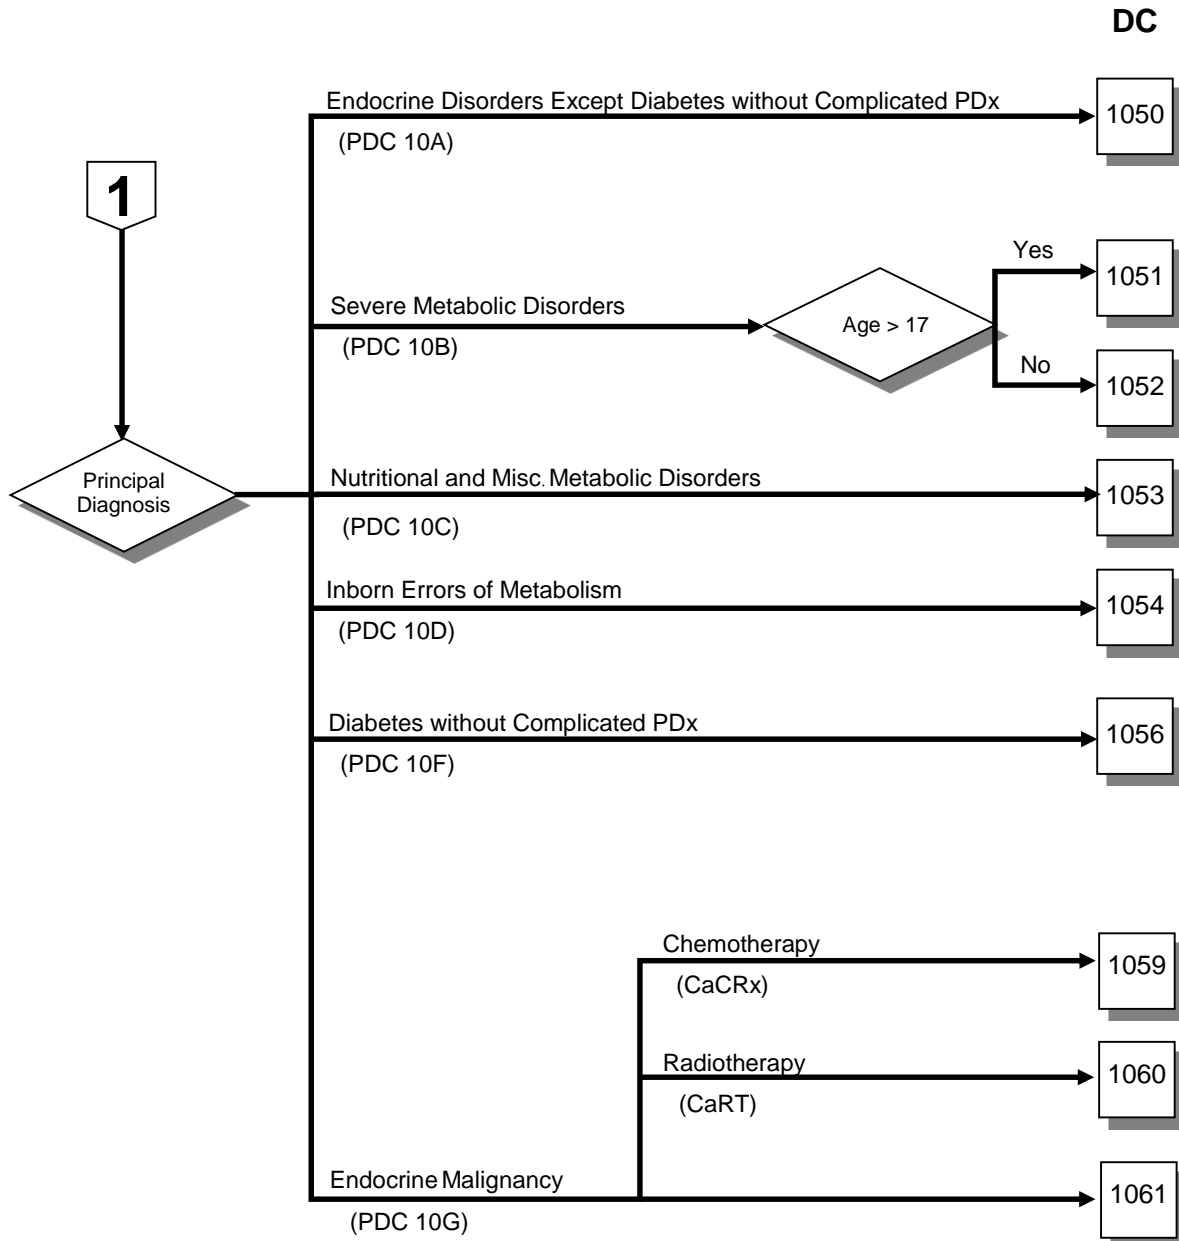 DC
Endocrine Disorders Except Diabetes without Complicated PDx
(PDC 10A)
1050
1
Severe Metabolic Disorders
(PDC 10B)
Age > 17
Yes
1051
No
1052
Principal
Diagnosis
Nutritional and Misc. Metabolic Disorders
(PDC 10C)
1053
Inborn Errors of Metabolism
(PDC 10D)
1054
Diabetes without Complicated PDx
(PDC 10F)
1056
Chemotherapy
(CaCRx)
1059
Radiotherapy
(CaRT)
1060
Endocrine Malignancy
(PDC 10G)
1061